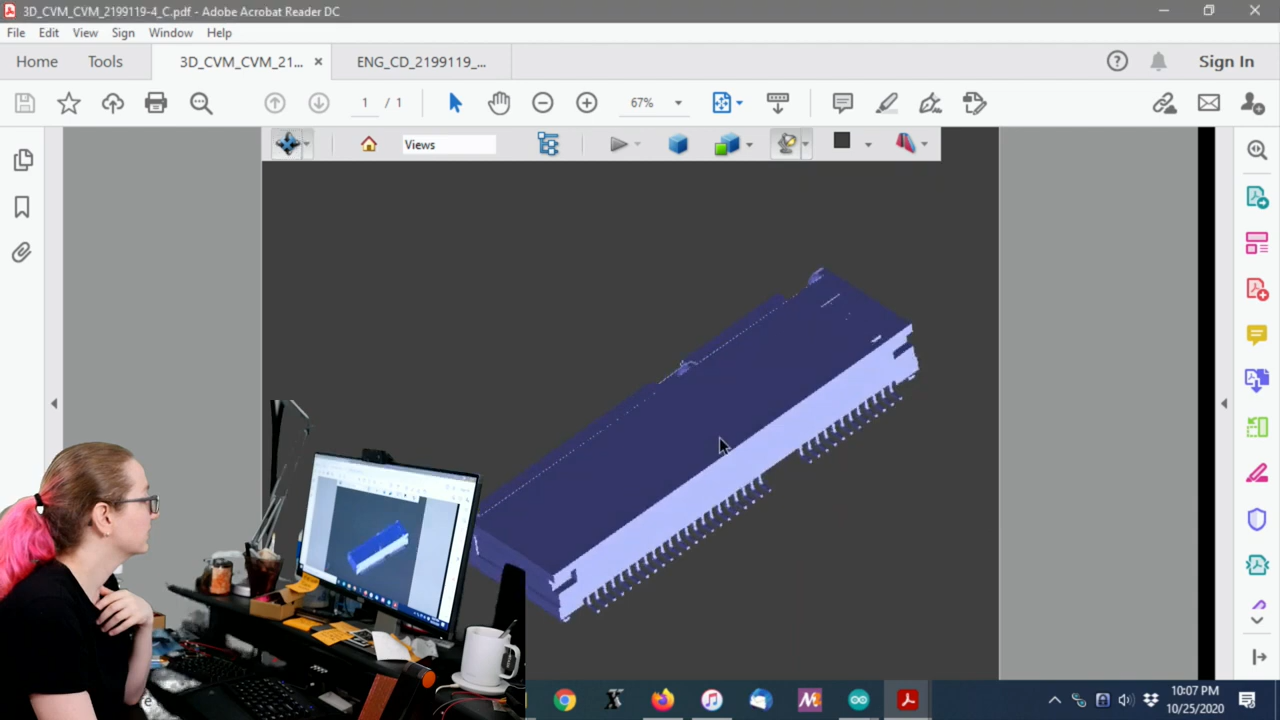 3D_CVM_CVM_2199119-4_C.pdf - Adobe Acrobat Reader DC
File Edit View Sign Window Help
Home Tools 3D_CVM_CVM_21... × ENG_CD_2199119_... Sign In
1 / 1 67%
Views
10:07 PM
10/25/2020